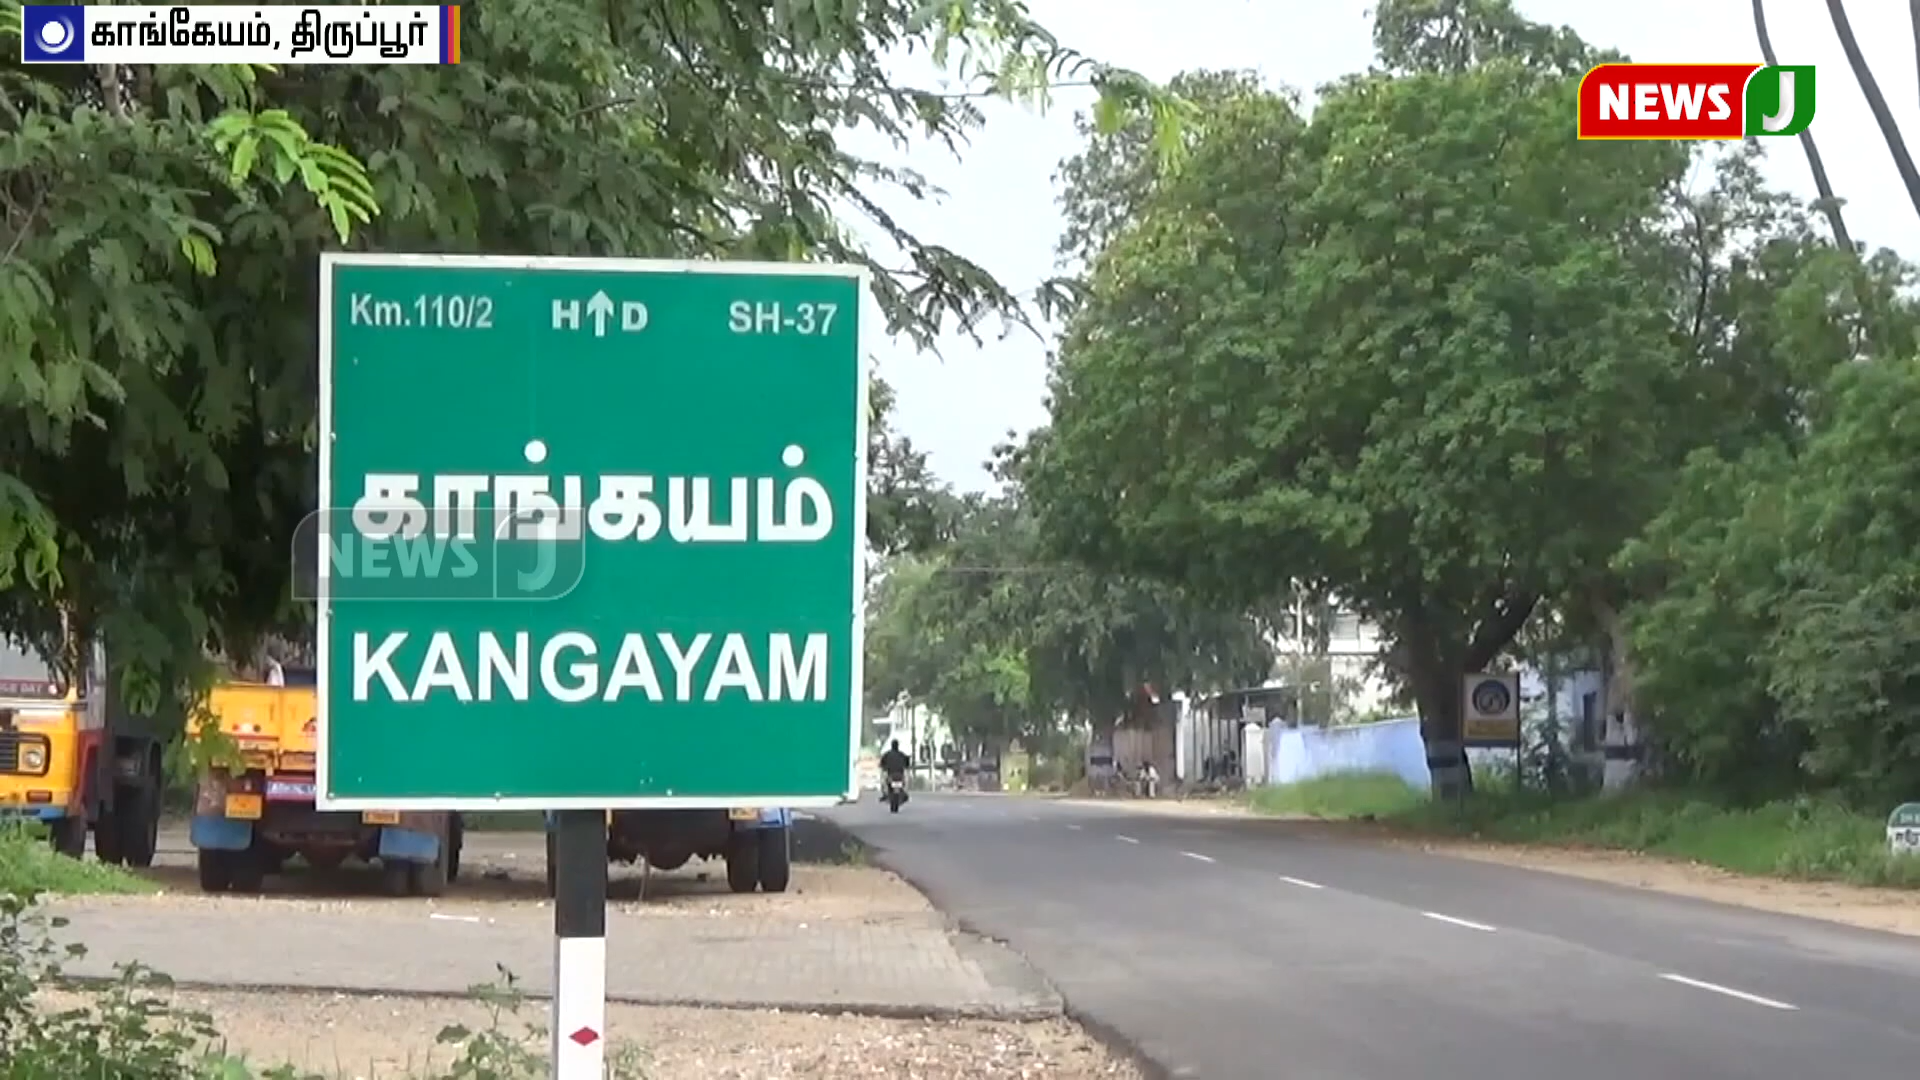 காங்கேயம், திருப்பூர்
NEWS J
Km.110/2 H D SH-37
காங்கயம்
NEWS J
KANGAYAM